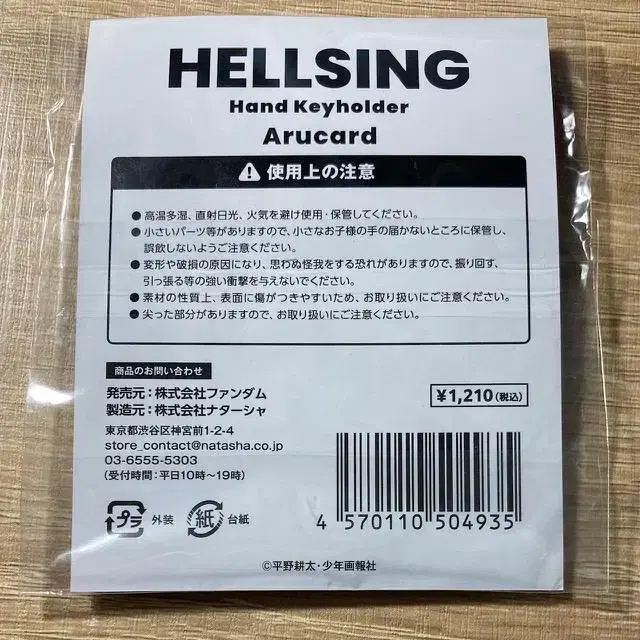 HELLSING
Hand Keyholder
Arucard
使用上の注意
●高温多湿、直射日光、火気を避け使用・保管してください。
●小さいパーツ等がありますので、小さなお子様の手の届かないところに保管し、
誤飲しないようご注意ください。
●変形や破損の原因になり、思わぬ怪我をする恐れがありますので、振り回す、
引っ張る等の強い衝撃を与えないでください。
●素材の性質上、表面に傷がつきやすいため、お取り扱いにご注意ください。
●尖った部分がありますので、お取り扱いにご注意ください。
商品のお問い合わせ
発売元:株式会社ファンダム
製造元:株式会社ナターシャ
東京都渋谷区神宮前1-2-4
store_contact@natasha.co.jp
03-6555-5303
(受付時間:平日10時〜19時)
¥1,210(税込)
プラ 外装 紙 台紙
4 570110 504935
©平野耕太・少年画報社